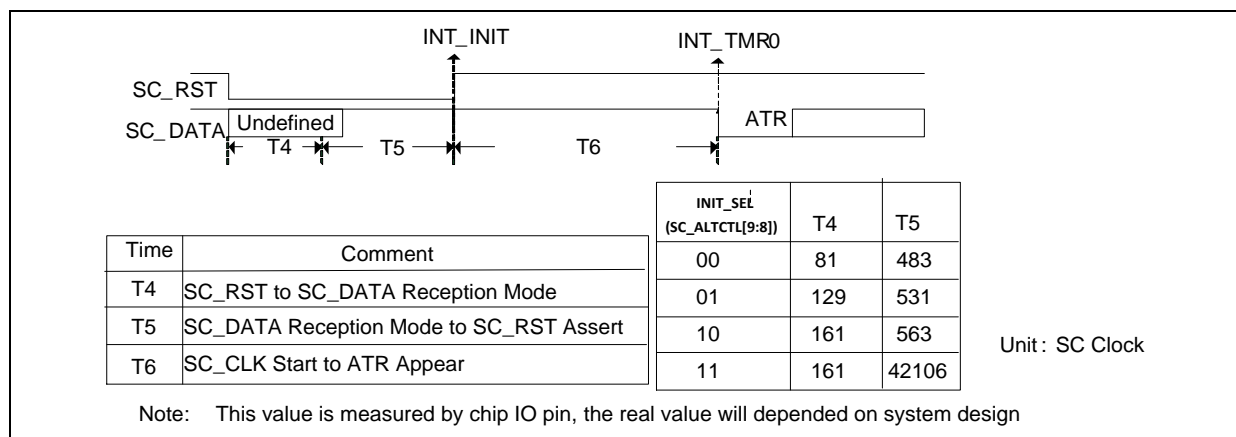 INT_INIT
INT_TMR0
SC_RST
SC_DATA
Undefined
ATR
T4
T5
T6
INIT_SEL
(SC_ALTCTL[9:8]) T4 T5
00 81 483
01 129 531
10 161 563
11 161 42106
Time Comment
T4 SC_RST to SC_DATA Reception Mode
T5 SC_DATA Reception Mode to SC_RST Assert
T6 SC_CLK Start to ATR Appear
Unit : SC Clock
Note: This value is measured by chip IO pin, the real value will depended on system design